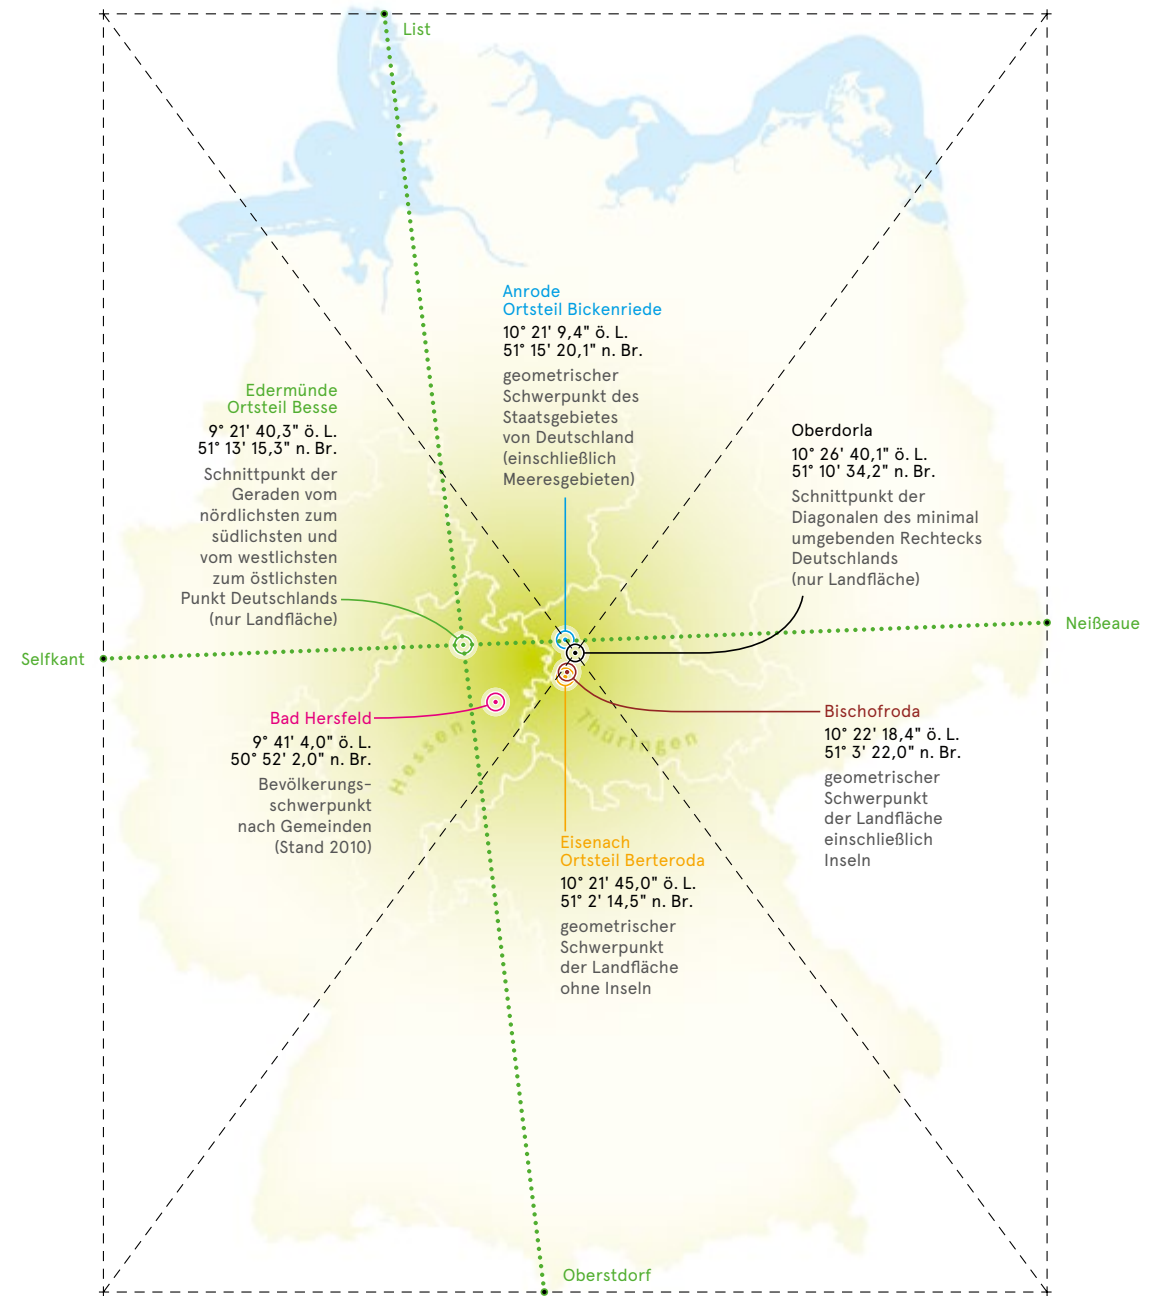 List
Anrode
Ortsteil Bickenriede
10° 21' 9,4" ö. L.
51° 15' 20,1" n. Br.
geometrischer
Schwerpunkt des
Staatsgebietes
von Deutschland
(einschließlich
Meeresgebieten)
Edermünde
Ortsteil Besse
9° 21' 40,3" ö. L.
51° 13' 15,3" n. Br.
Schnittpunkt der
Geraden vom
nördlichsten zum
südlichsten und
vom westlichsten
zum östlichsten
Punkt Deutschlands
(nur Landfläche)
Oberdorla
10° 26' 40,1" ö. L.
51° 10' 34,2" n. Br.
Schnittpunkt der
Diagonalen des minimal
umgebenden Rechtecks
Deutschlands
(nur Landfläche)
Neißeaue
Selfkant
Bad Hersfeld
9° 41' 4,0" ö. L.
50° 52' 2,0" n. Br.
Bevölkerungs-
schwerpunkt
nach Gemeinden
(Stand 2010)
Hessen
Thüringen
Bischofroda
10° 22' 18,4" ö. L.
51° 3' 22,0" n. Br.
geometrischer
Schwerpunkt
der Landfläche
einschließlich
Inseln
Eisenach
Ortsteil Berteroda
10° 21' 45,0" ö. L.
51° 2' 14,5" n. Br.
geometrischer
Schwerpunkt
der Landfläche
ohne Inseln
Oberstdorf